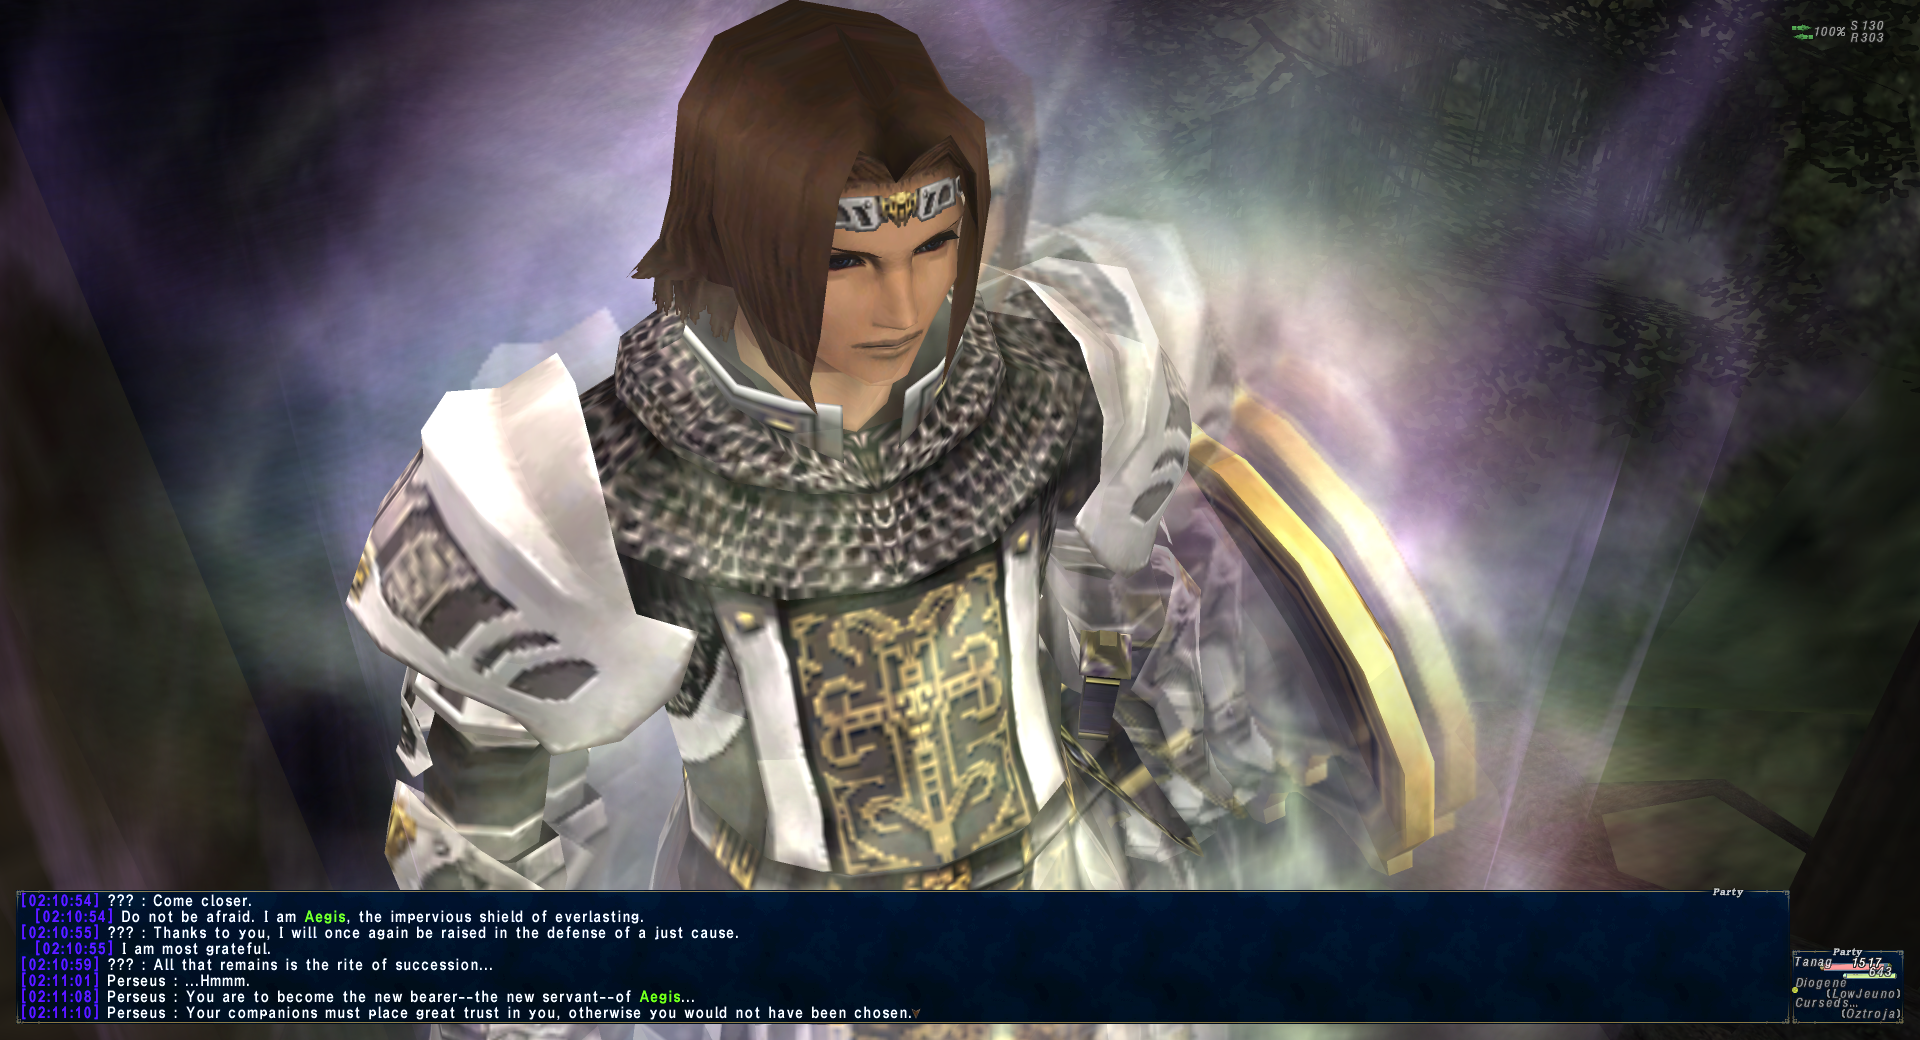 100% S 130
R 303
Party
[02:10:54] ??? : Come closer.
[02:10:54] Do not be afraid. I am Aegis, the impervious shield of everlasting.
[02:10:55] ??? : Thanks to you, I will once again be raised in the defense of a just cause.
[02:10:55] I am most grateful.
[02:10:59] ??? : All that remains is the rite of succession...
[02:11:01] Perseus : ...Hmmm.
[02:11:08] Perseus : You are to become the new bearer--the new servant--of Aegis...
[02:11:10] Perseus : Your companions must place great trust in you, otherwise you would not have been chosen.
Party
Tanag 1517
643
Diogene
(LowJeuno)
Curseds...
(Oztroja)